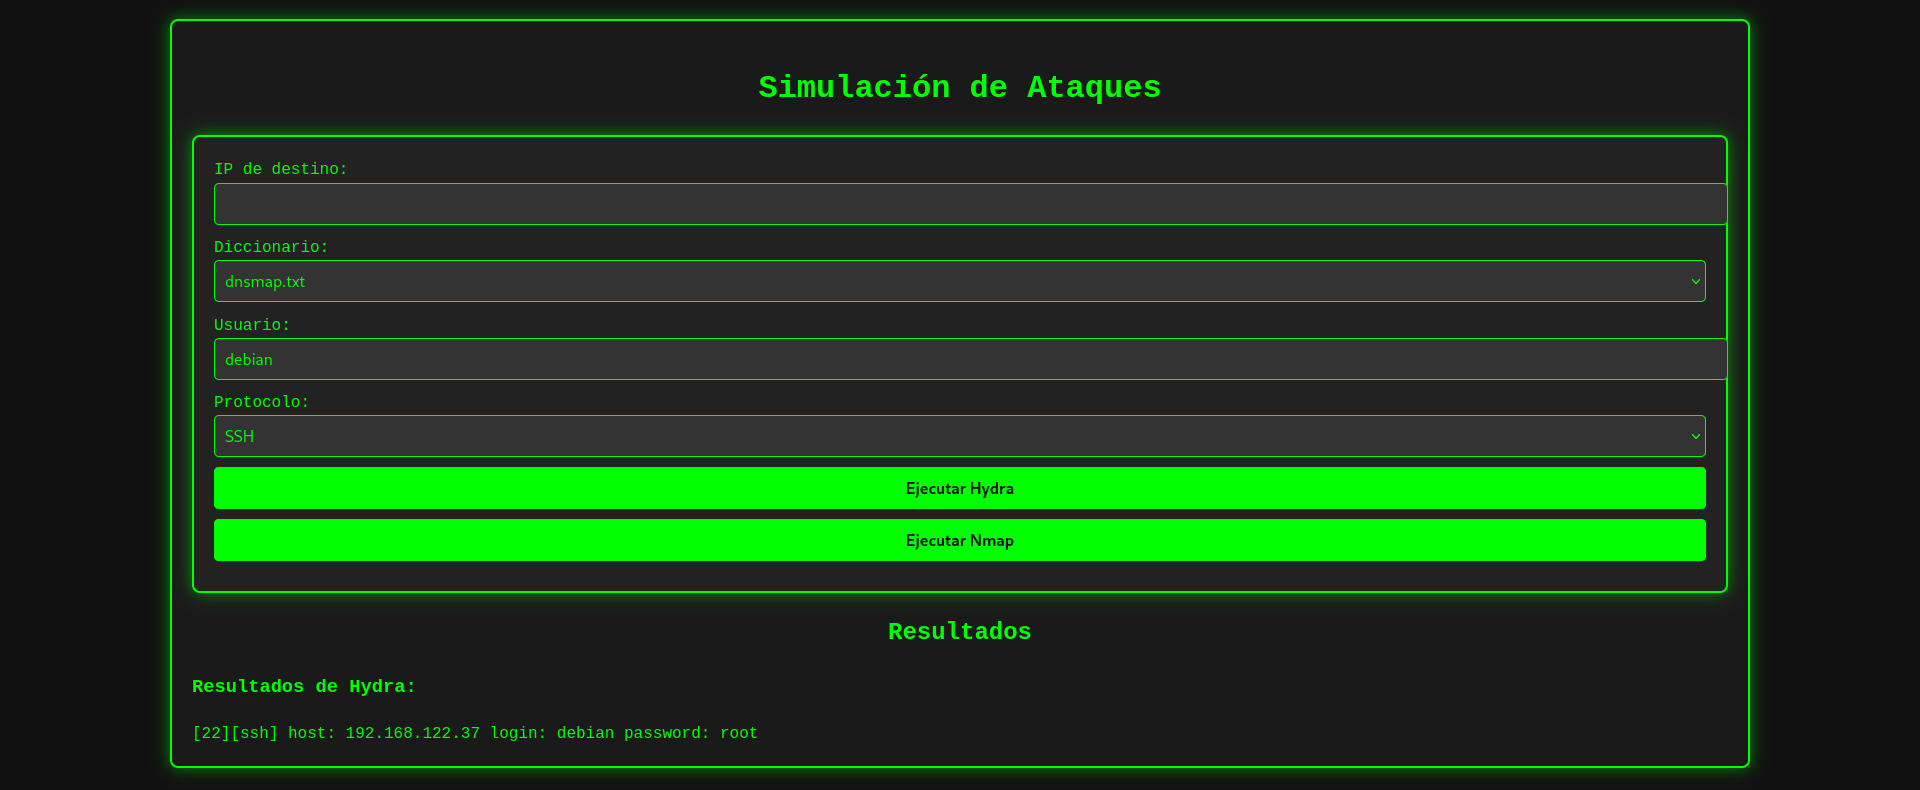 Simulación de Ataques
IP de destino:
Diccionario:
dnsmap.txt
Usuario:
debian
Protocolo:
SSH
Ejecutar Hydra
Ejecutar Nmap
Resultados
Resultados de Hydra:
[22][ssh] host: 192.168.122.37 login: debian password: root